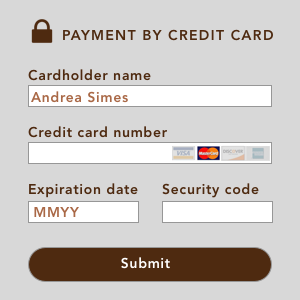 PAYMENT BY CREDIT CARD
Cardholder name
Andrea Simes
Credit card number
VISA
DISCOVER
Expiration date Security code
MMYY
Submit